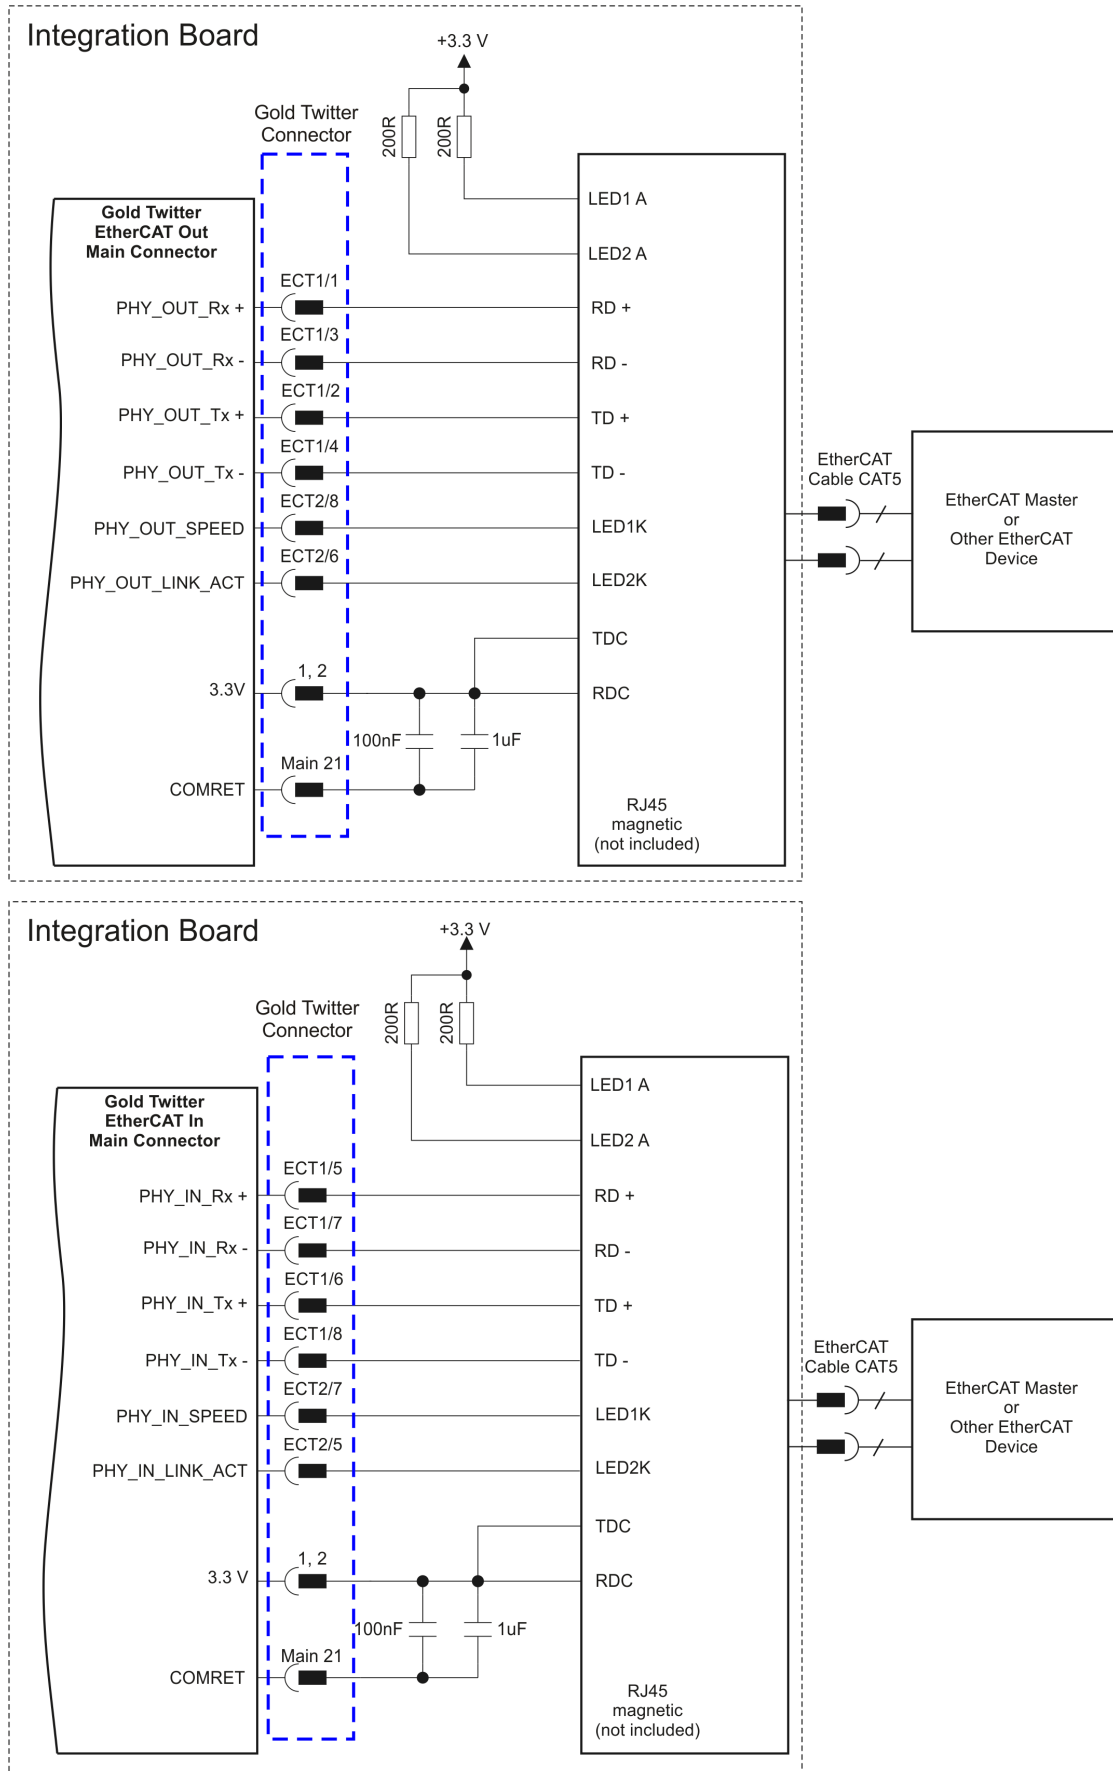 Integration Board
+3.3 V
Gold Twitter
Connector
200R
200R
Gold Twitter
EtherCAT Out
Main Connector
LED1 A
LED2 A
ECT1/1
PHY_OUT_Rx +
RD +
ECT1/3
PHY_OUT_Rx -
RD -
ECT1/2
PHY_OUT_Tx +
TD +
ECT1/4
PHY_OUT_Tx -
TD -
EtherCAT
Cable CAT5
ECT2/8
PHY_OUT_SPEED
LED1K
EtherCAT Master
or
Other EtherCAT
Device
ECT2/6
PHY_OUT_LINK_ACT
LED2K
TDC
1, 2
3.3V
RDC
100nF
1uF
Main 21
COMRET
RJ45
magnetic
(not included)
Integration Board
+3.3 V
Gold Twitter
Connector
200R
200R
Gold Twitter
EtherCAT In
Main Connector
LED1 A
LED2 A
ECT1/5
PHY_IN_Rx +
RD +
ECT1/7
PHY_IN_Rx -
RD -
ECT1/6
PHY_IN_Tx +
TD +
ECT1/8
PHY_IN_Tx -
TD -
EtherCAT
Cable CAT5
ECT2/7
PHY_IN_SPEED
LED1K
EtherCAT Master
or
Other EtherCAT
Device
ECT2/5
PHY_IN_LINK_ACT
LED2K
TDC
1, 2
3.3 V
RDC
100nF
1uF
Main 21
COMRET
RJ45
magnetic
(not included)